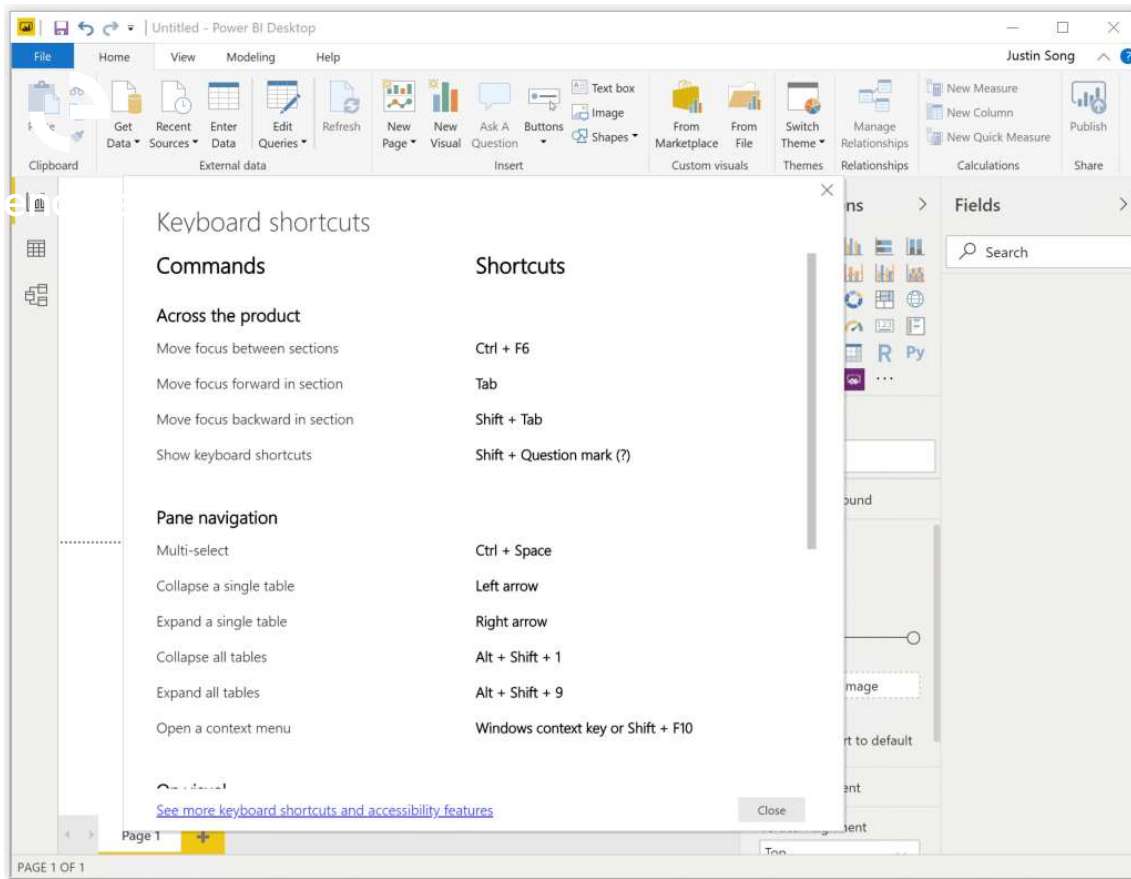 Untitled - Power BI Desktop
File Home View Modeling Help Justin Song
Get Data Recent Sources Enter Data Edit Queries Refresh New Page New Visual Ask A Question Buttons Text box
Image
Shapes
From Marketplace From File Switch Theme Manage Relationships New Measure
New Column
New Quick Measure
Publish
Clipboard External data Insert Custom visuals Themes Relationships Calculations Share
Keyboard shortcuts
Commands Shortcuts
Across the product
Move focus between sections Ctrl + F6
Move focus forward in section Tab
Move focus backward in section Shift + Tab
Show keyboard shortcuts Shift + Question mark (?)
Pane navigation
Multi-select Ctrl + Space
Collapse a single table Left arrow
Expand a single table Right arrow
Collapse all tables Alt + Shift + 1
Expand all tables Alt + Shift + 9
Open a context menu Windows context key or Shift + F10
See more keyboard shortcuts and accessibility features
Close
Fields
Search
R Py
to default
Page 1
Top
PAGE 1 OF 1